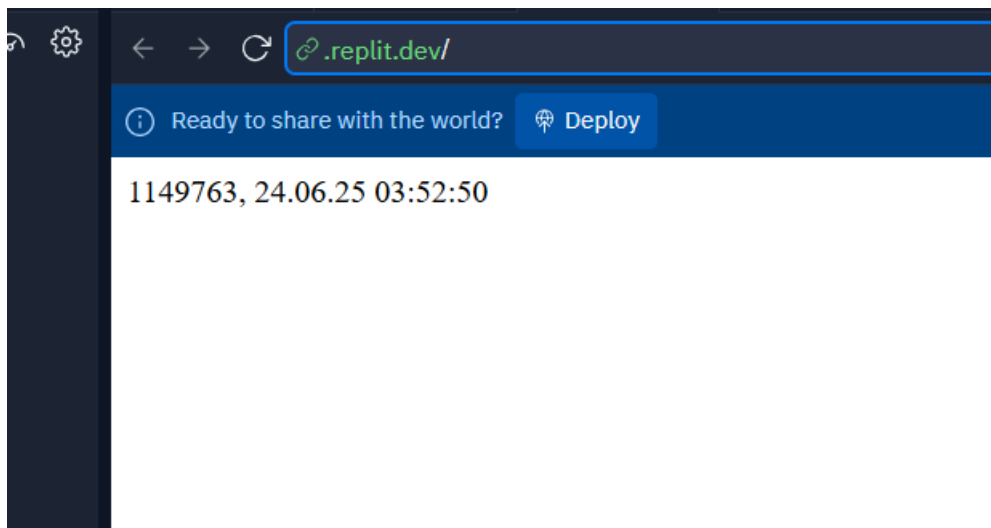 .replit.dev/
Ready to share with the world? Deploy
1149763, 24.06.25 03:52:50